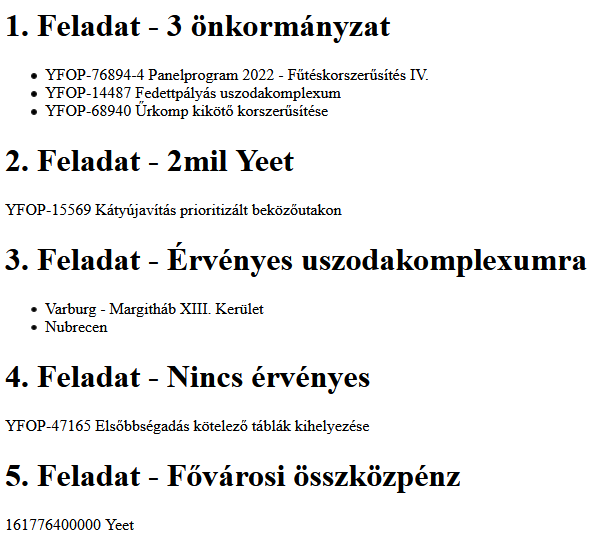 1. Feladat - 3 önkormányzat
YFOP-76894-4 Panelprogram 2022 - Fűtéskorszerűsítés IV.
YFOP-14487 Fedettpályás uszodakomplexum
YFOP-68940 Űrkomp kikötő korszerűsítése
2. Feladat - 2mil Yeet
YFOP-15569 Kátyújavítás prioritizált beközőutakon
3. Feladat - Érvényes uszodakomplexumra
Varburg - Margitháb XIII. Kerület
Nubrecen
4. Feladat - Nincs érvényes
YFOP-47165 Elsőbbségadás kötelező táblák kihelyezése
5. Feladat - Fővárosi összközpénz
161776400000 Yeet